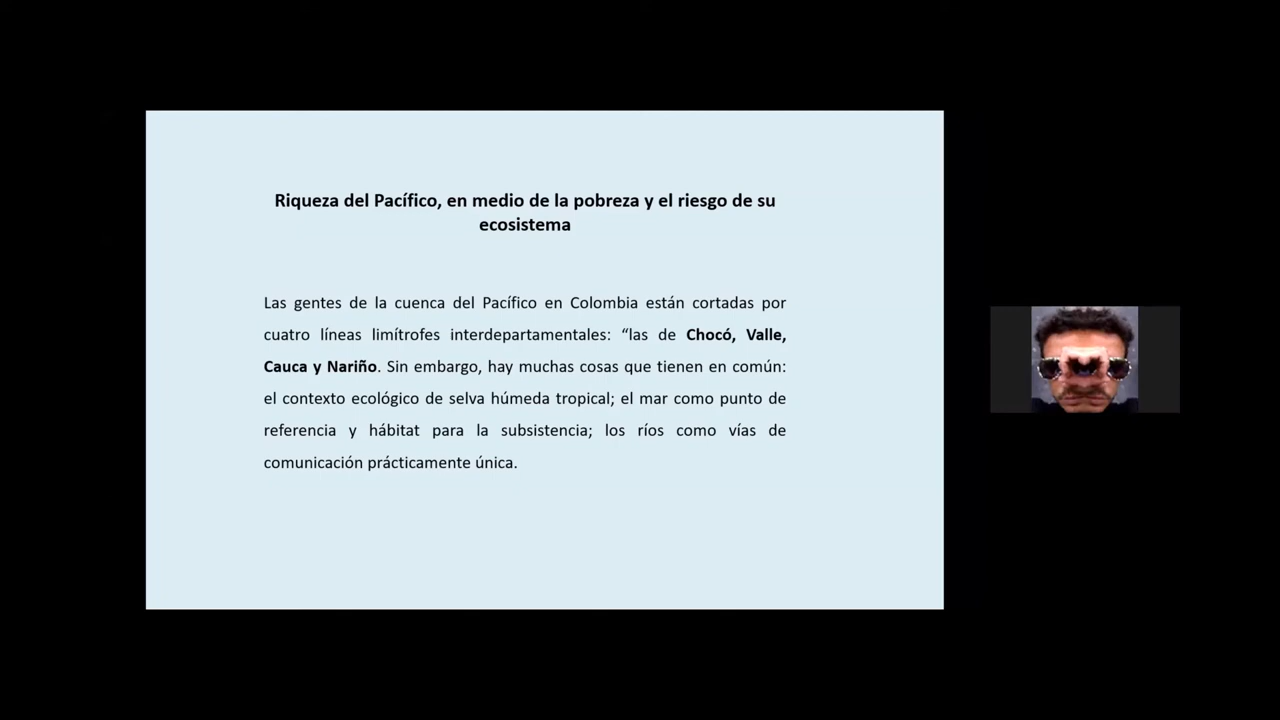 Riqueza del Pacífico, en medio de la pobreza y el riesgo de su
ecosistema
Las gentes de la cuenca del Pacífico en Colombia están cortadas por
cuatro líneas limítrofes interdepartamentales: “las de Chocó, Valle,
Cauca y Nariño. Sin embargo, hay muchas cosas que tienen en común:
el contexto ecológico de selva húmeda tropical; el mar como punto de
referencia y hábitat para la subsistencia; los ríos como vías de
comunicación prácticamente única.